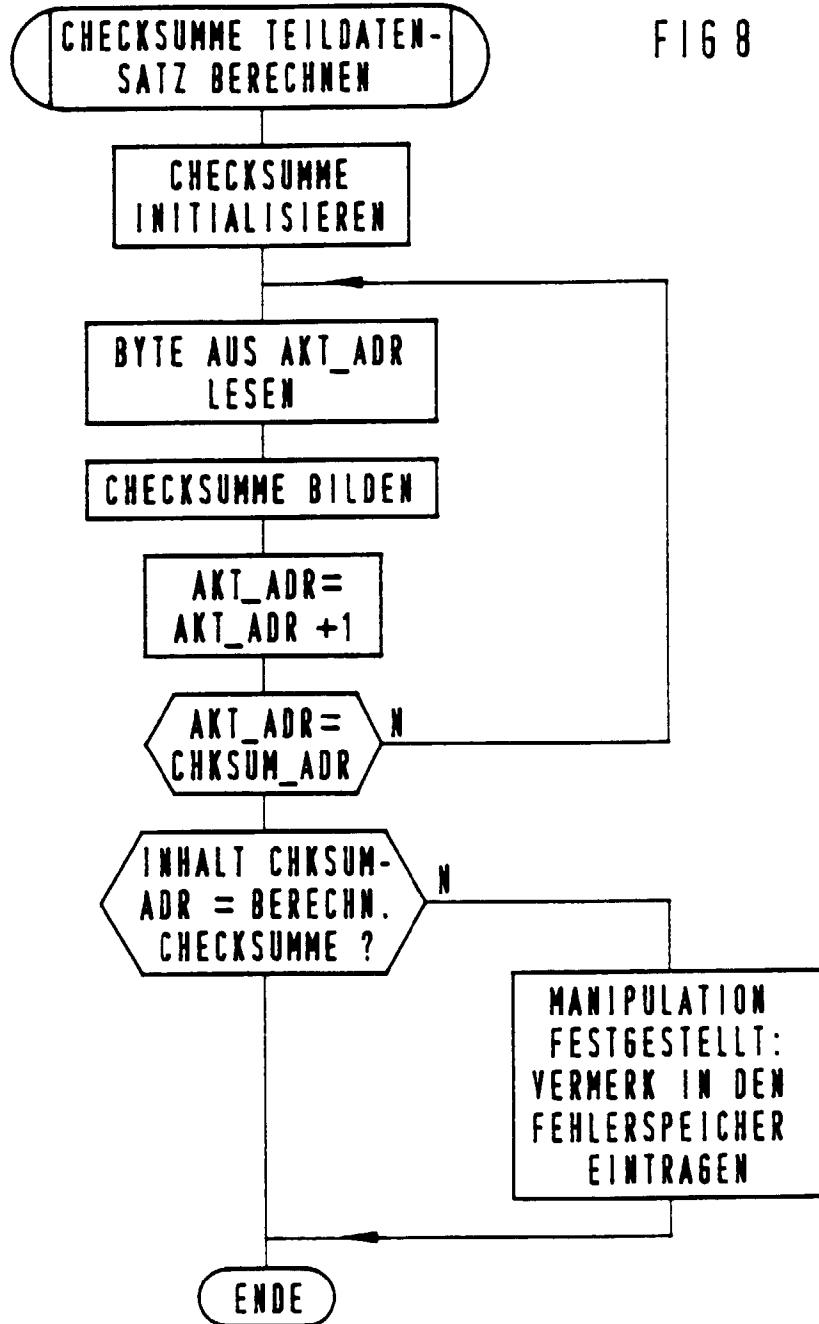 CHECKSUMME TEILDATEN-
SATZ BERECHNEN
FIG 8
CHECKSUMME
INITIALISIEREN
BYTE AUS AKT_ADR
LESEN
CHECKSUMME BILDEN
AKT_ADR=
AKT_ADR +1
AKT_ADR=
CHKSUM_ADR
N
INHALT CHKSUM-
ADR = BERECHN.
CHECKSUMME ?
N
MANIPULATION
FESTGESTELLT:
VERMERK IN DEN
FEHLERSPEICHER
EINTRAGEN
ENDE